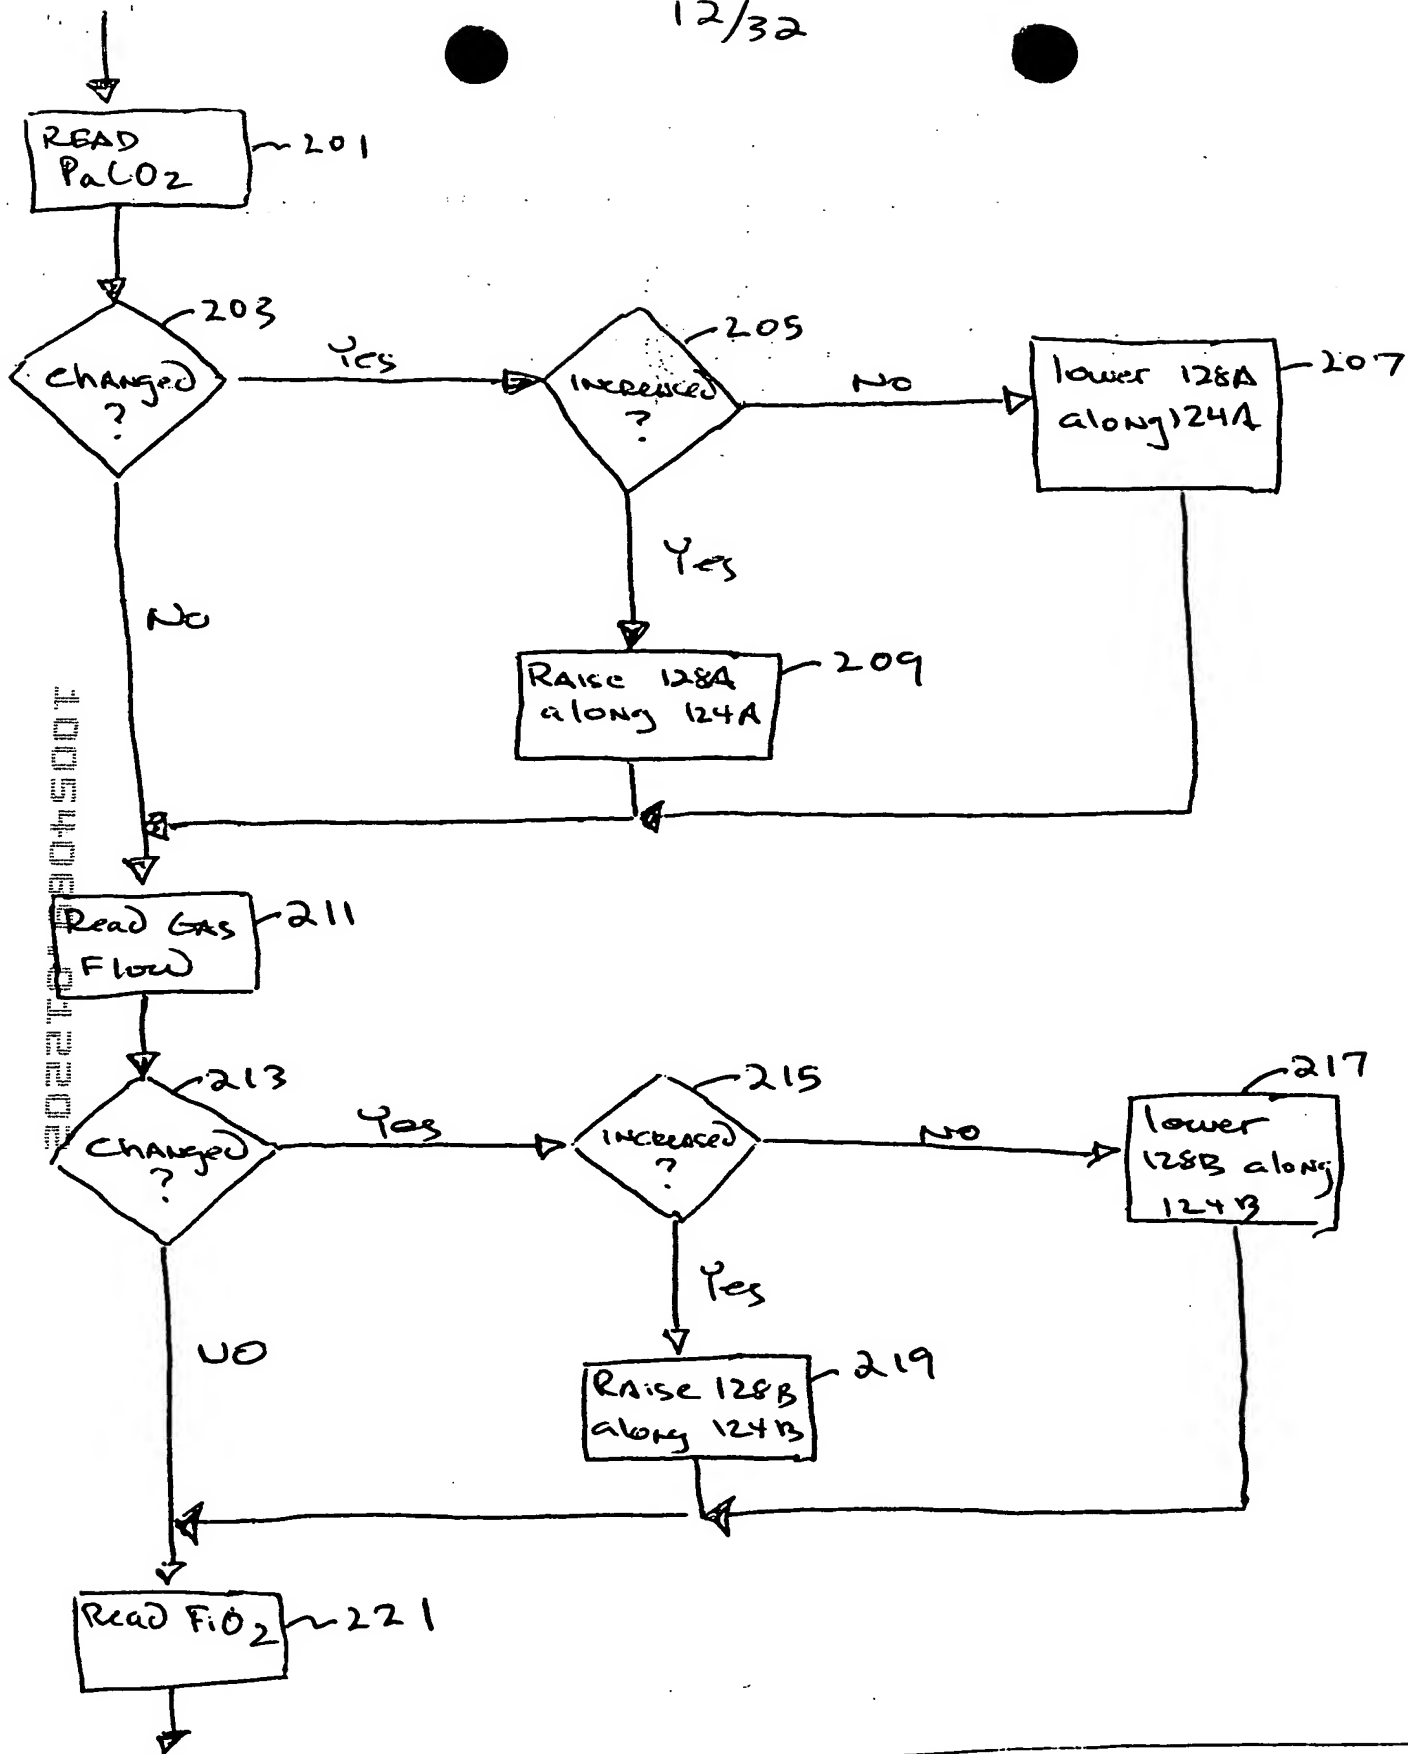 12/32
READ
PaCO2
201
203
Changed
?
Yes
205
Increased
?
No
lower 128A
along 124A
207
Yes
No
Raise 128A
along 124A
209
Read Gas
Flow
211
213
Changed
?
Yes
215
Increased
?
No
217
lower
128B along
124B
Yes
NO
Raise 128B
along 124B
219
Read FiO2
221